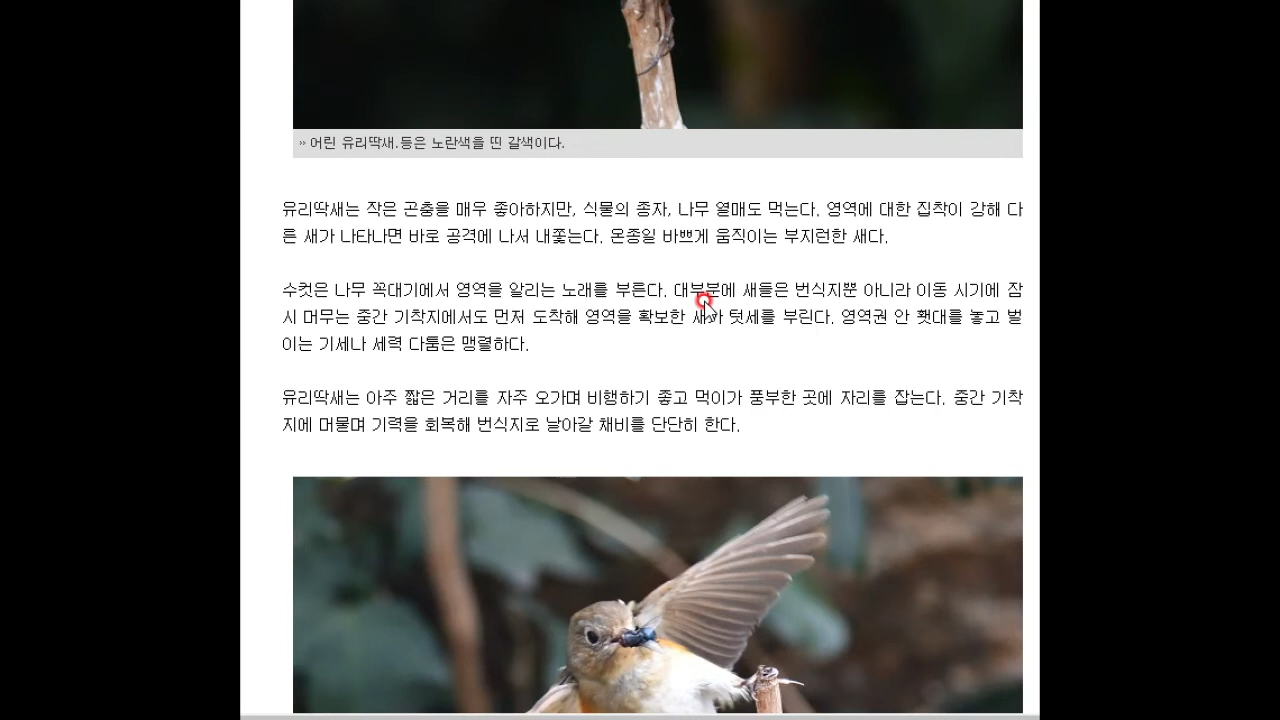 ›› 어린 유리딱새.등은 노란색을 띤 갈색이다.
유리딱새는 작은 곤충을 매우 좋아하지만, 식물의 종자, 나무 열매도 먹는다. 영역에 대한 집착이 강해 다
른 새가 나타나면 바로 공격에 나서 내쫓는다. 온종일 바쁘게 움직이는 부지런한 새다.
수컷은 나무 꼭대기에서 영역을 알리는 노래를 부른다. 대부분에 새들은 번식지뿐 아니라 이동 시기에 잠
시 머무는 중간 기착지에서도 먼저 도착해 영역을 확보한 새가 텃세를 부린다. 영역권 안 횃대를 놓고 벌
이는 기세나 세력 다툼은 맹렬하다.
유리딱새는 아주 짧은 거리를 자주 오가며 비행하기 좋고 먹이가 풍부한 곳에 자리를 잡는다. 중간 기착
지에 머물며 기력을 회복해 번식지로 날아갈 채비를 단단히 한다.